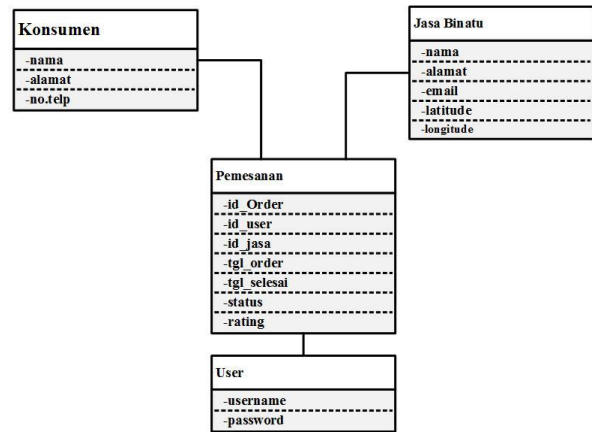 Konsumen
-nama
-alamat
-no.telp
Jasa Binatu
-nama
-alamat
-email
-latitude
-longitude
Pemesanan
-id_Order
-id_user
-id_jasa
-tgl_order
-tgl_selesai
-status
-rating
User
-username
-password